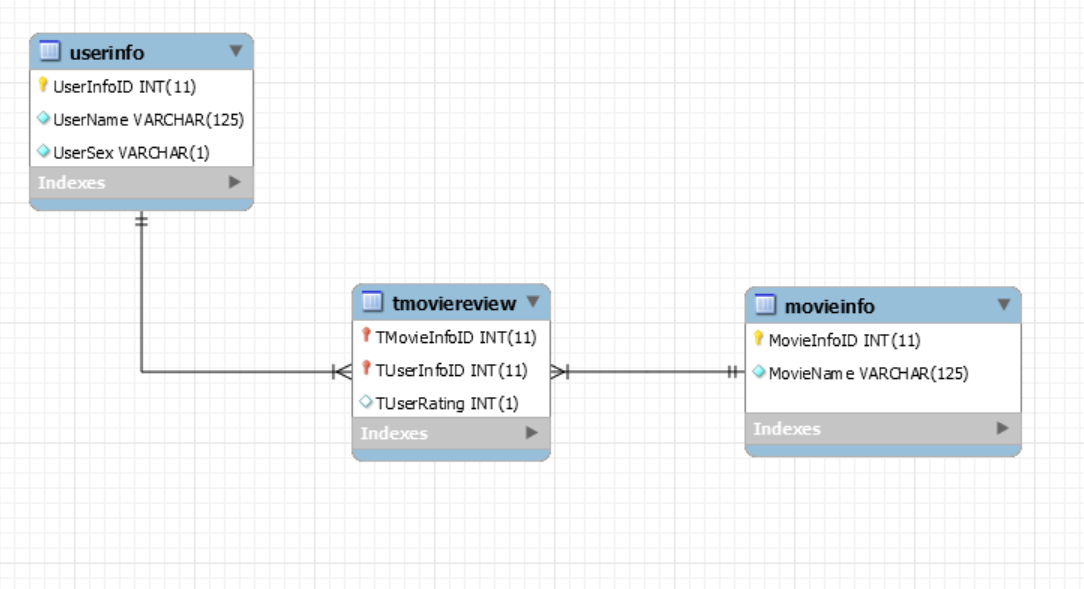 userinfo
UserInfoID INT(11)
UserName VARCHAR(125)
UserSex VARCHAR(1)
Indexes
tmoviereview
TMovieInfoID INT(11)
TUserInfoID INT(11)
TUserRating INT(1)
Indexes
movieinfo
MovieInfoID INT(11)
MovieName VARCHAR(125)
Indexes